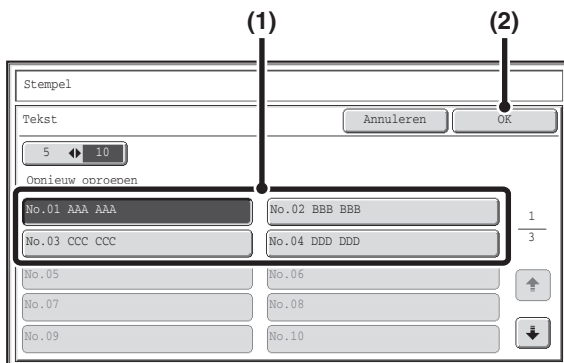 (1) (2)
Stempel
Tekst Annuleren OK
5 10
Opnieuw oproepen
No.01 AAA AAA No.02 BBB BBB 1
No.03 CCC CCC No.04 DDD DDD 3
No.05 No.06
No.07 No.08
No.09 No.10